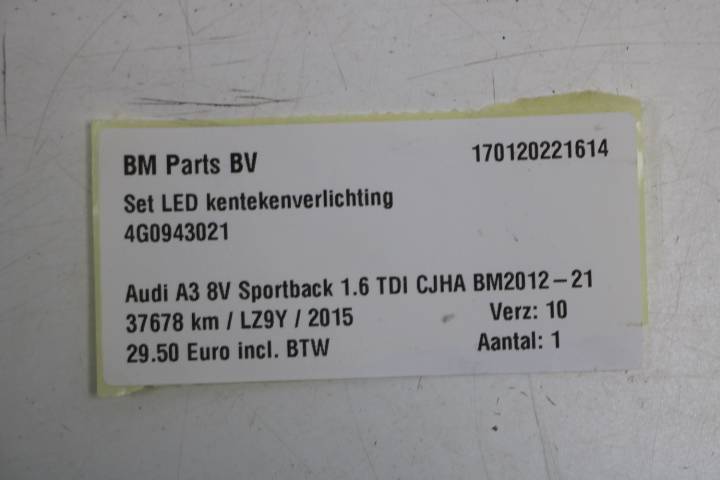 BM Parts BV 170120221614
Set LED kentekenverlichting
4G0943021
Audi A3 8V Sportback 1.6 TDI CJHA BM2012-21
37678 km / LZ9Y / 2015 Verz: 10
29.50 Euro incl. BTW Aantal: 1